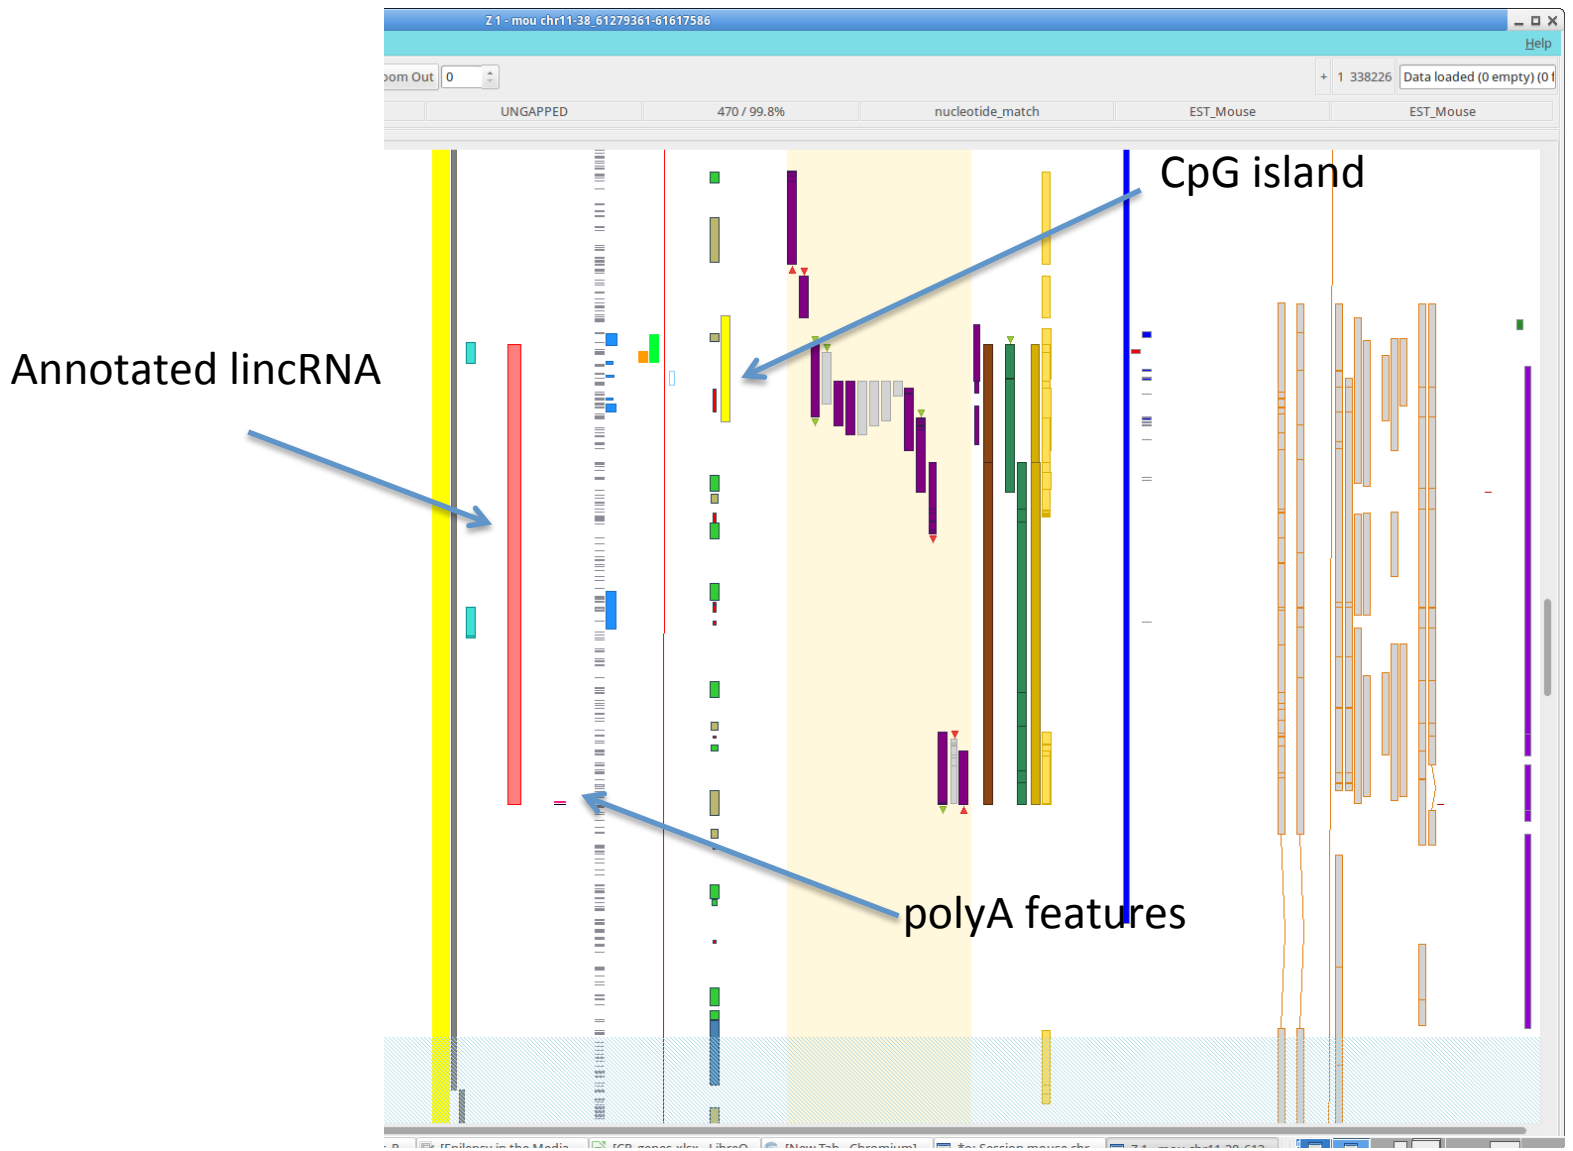 Z 1 - mou chr11-38_61279361-61617586
Help
oom Out 0
+ 1 338226 Data loaded (0 empty) (0 f
UNGAPPED 470 / 99.8% nucleotide_match EST_Mouse EST_Mouse
CpG island
Annotated lincRNA
polyA features